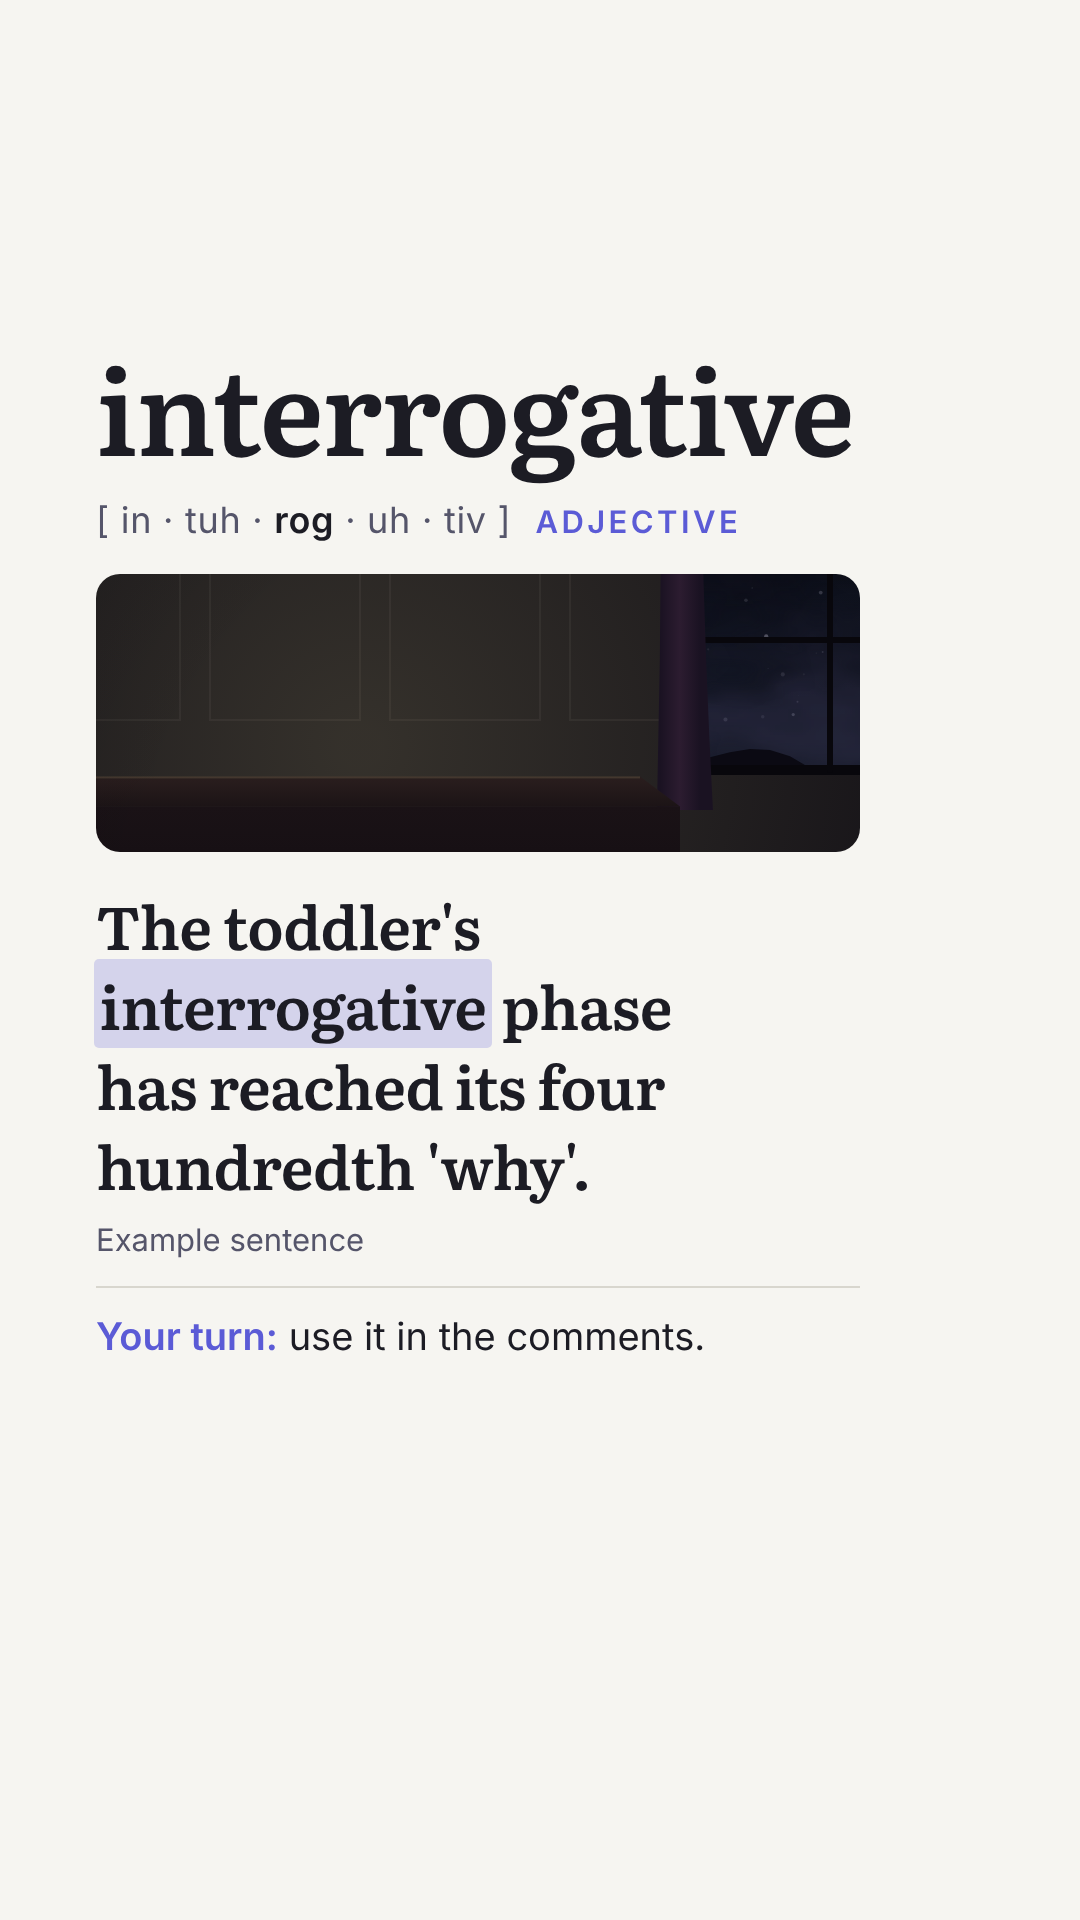 interrogative
[ in · tuh · rog · uh · tiv ] ADJECTIVE
The toddler's
interrogative phase
has reached its four
hundredth 'why'.
Example sentence
Your turn: use it in the comments.